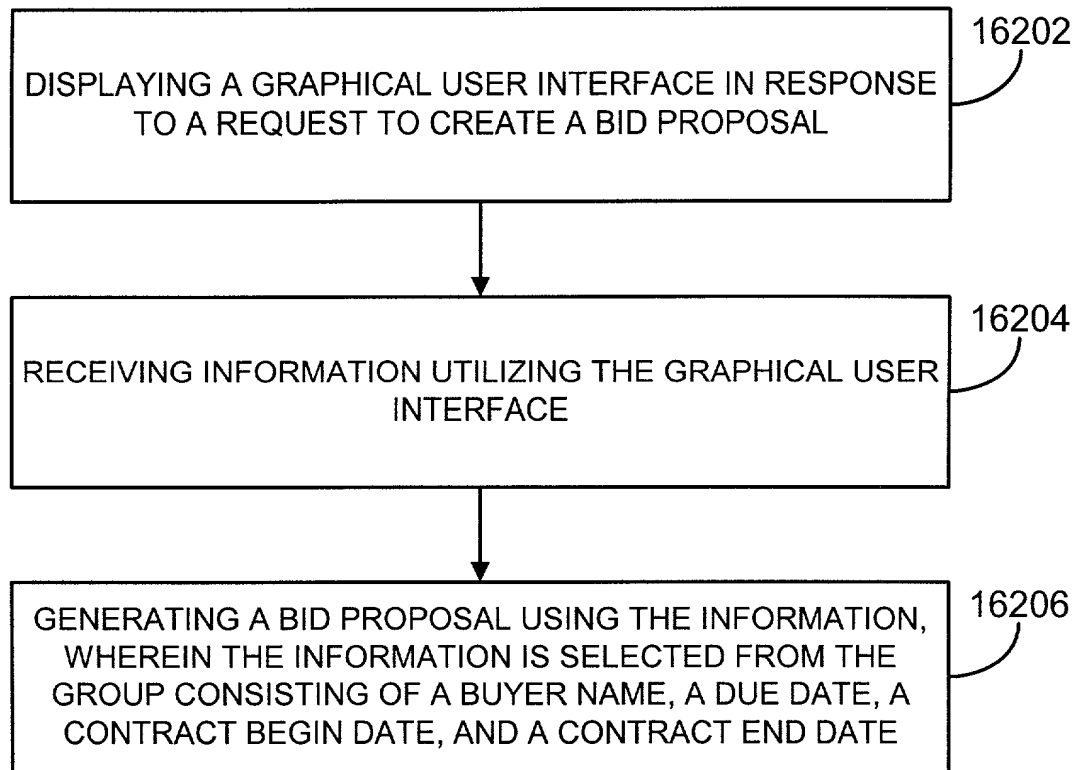 16202
DISPLAYING A GRAPHICAL USER INTERFACE IN RESPONSE
TO A REQUEST TO CREATE A BID PROPOSAL
16204
RECEIVING INFORMATION UTILIZING THE GRAPHICAL USER
INTERFACE
16206
GENERATING A BID PROPOSAL USING THE INFORMATION,
WHEREIN THE INFORMATION IS SELECTED FROM THE
GROUP CONSISTING OF A BUYER NAME, A DUE DATE, A
CONTRACT BEGIN DATE, AND A CONTRACT END DATE